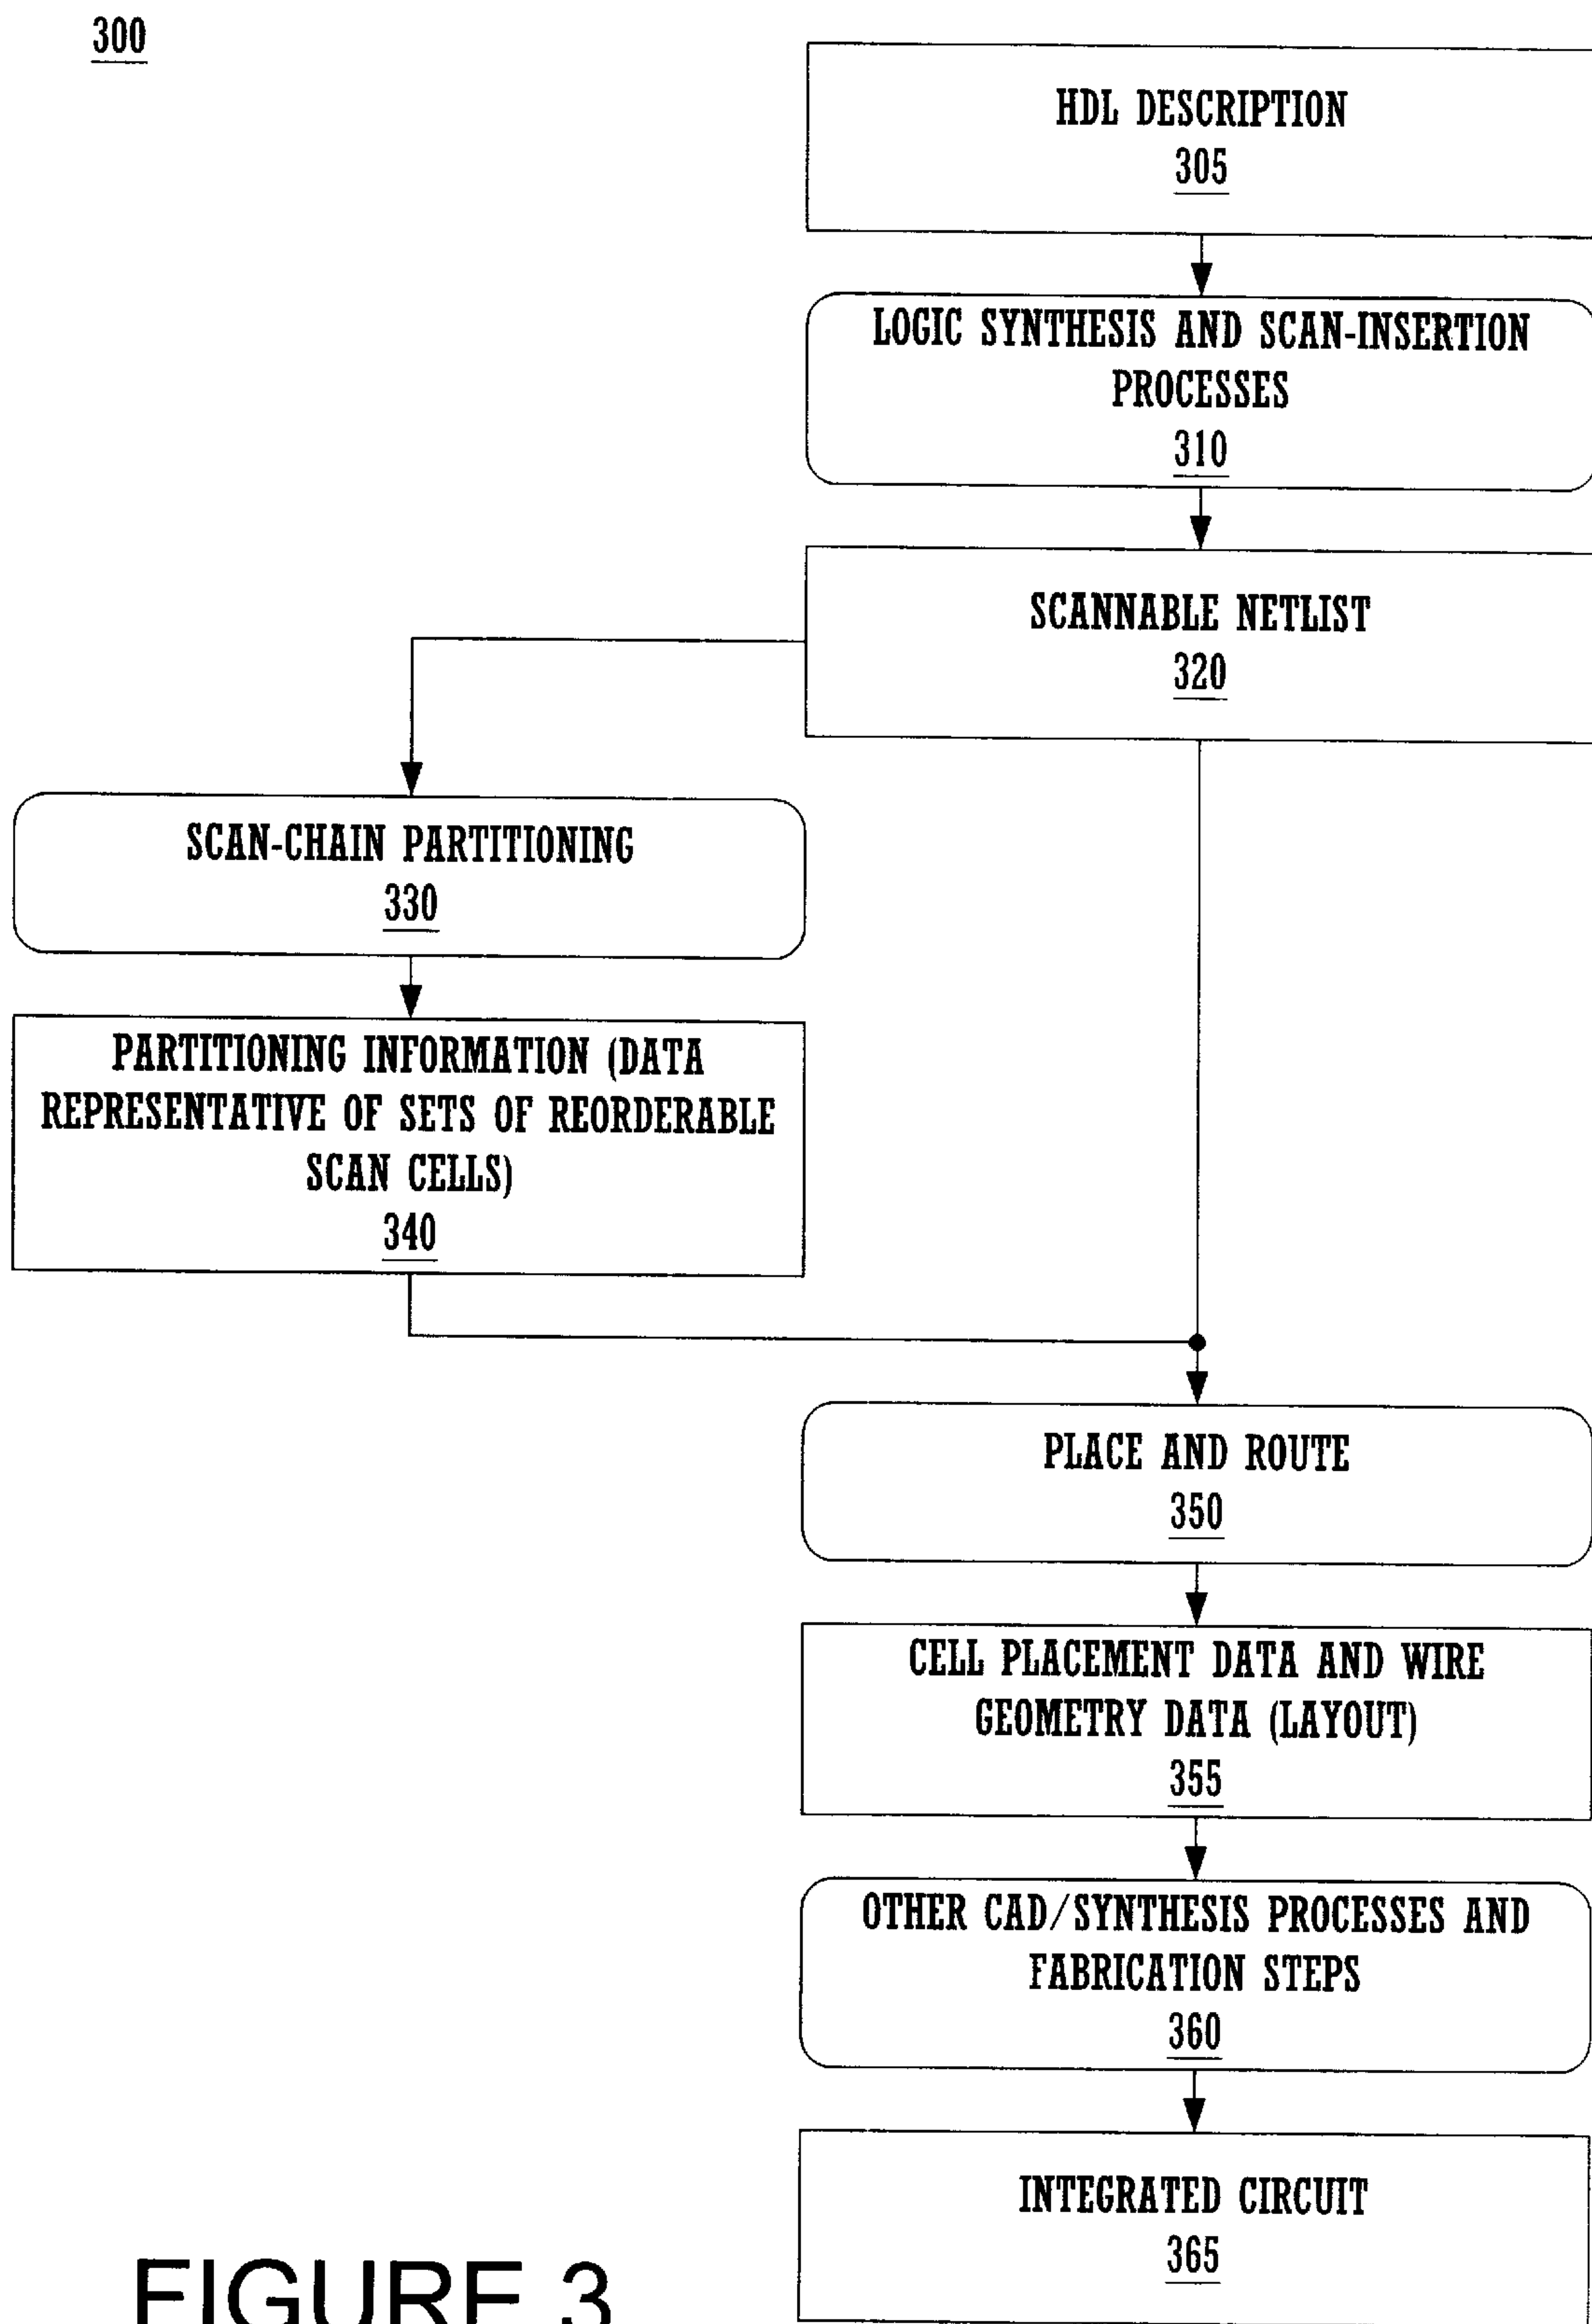 300
HDL DESCRIPTION
305
LOGIC SYNTHESIS AND SCAN-INSERTION
PROCESSES
310
SCANNABLE NETLIST
320
SCAN-CHAIN PARTITIONING
330
PARTITIONING INFORMATION (DATA
REPRESENTATIVE OF SETS OF REORDERABLE
SCAN CELLS)
340
PLACE AND ROUTE
350
CELL PLACEMENT DATA AND WIRE
GEOMETRY DATA (LAYOUT)
355
OTHER CAD/SYNTHESIS PROCESSES AND
FABRICATION STEPS
360
INTEGRATED CIRCUIT
365
FIGURE 3